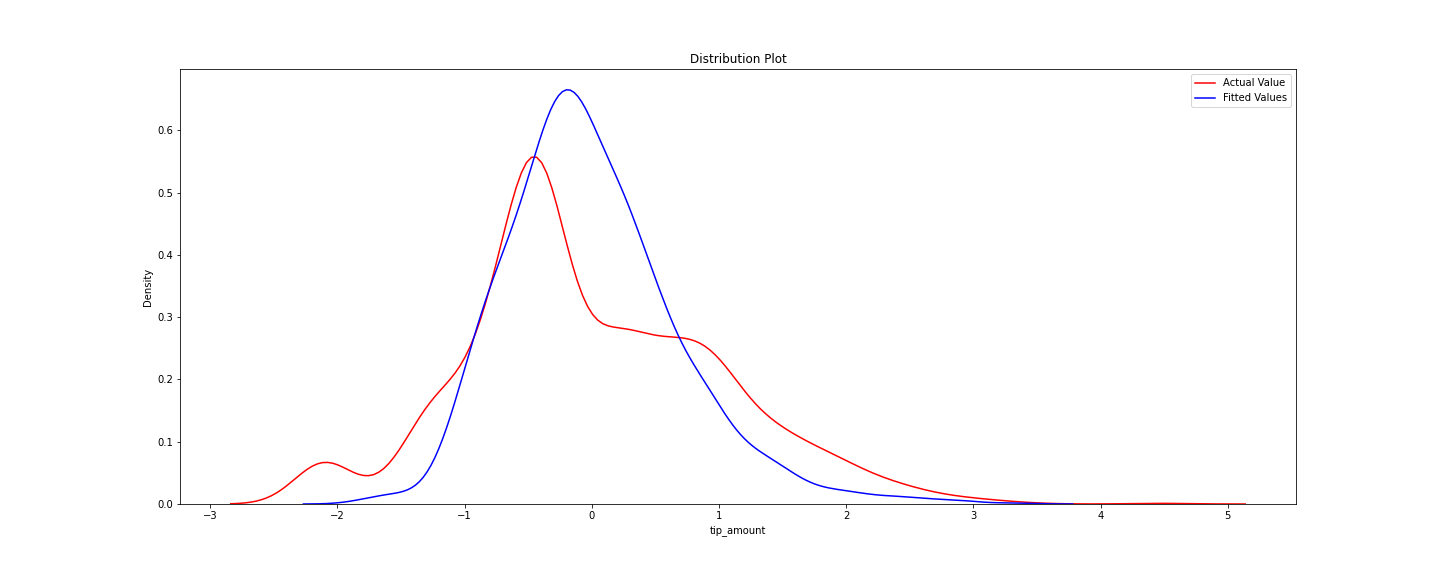 Distribution Plot
Actual Value
Fitted Values
0.6
0.5
0.4
0.3
0.2
0.1
0.0
Density
−3 −2 −1 0 1 2 3 4 5
tip_amount